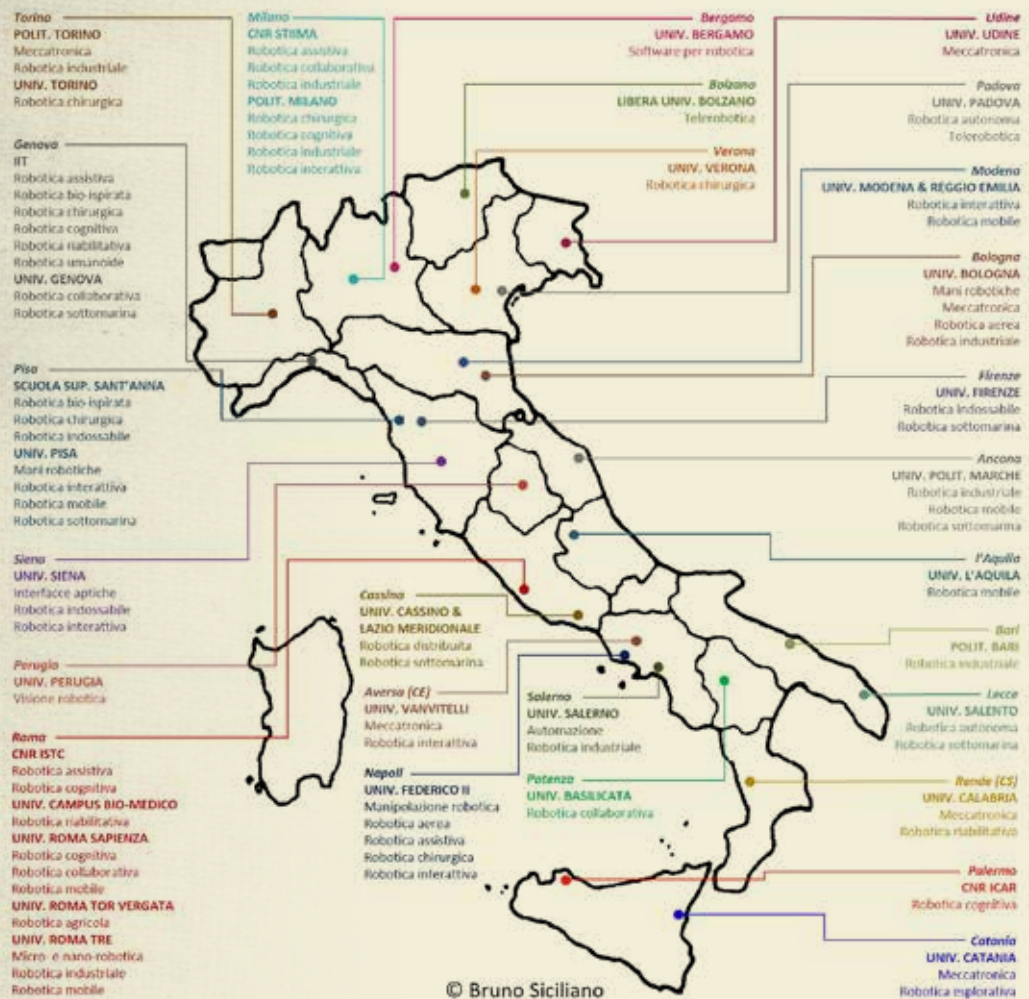 Torino
POLIT. TORINO
Meccatronica
Robotica industriale
UNIV. TORINO
Robotica chirurgica
Milano
CNR STIIMA
Robotica assistiva
Robotica collaborativa
Robotica industriale
POLIT. MILANO
Robotica chirurgica
Robotica cognitiva
Robotica industriale
Robotica interattiva
Bergamo
UNIV. BERGAMO
Software per robotica
Udine
UNIV. UDINE
Meccatronica
Bolzano
LIBERA UNIV. BOLZANO
Telerobotica
Padova
UNIV. PADOVA
Robotica autonoma
Telerobotica
Genova
IIT
Robotica assistiva
Robotica bio-ispirata
Robotica chirurgica
Robotica cognitiva
Robotica riabilitativa
Robotica umanoide
UNIV. GENOVA
Robotica collaborativa
Robotica sottomarina
Verona
UNIV. VERONA
Robotica chirurgica
Modena
UNIV. MODENA & REGGIO EMILIA
Robotica interattiva
Robotica mobile
Bologna
UNIV. BOLOGNA
Mani robotiche
Meccatronica
Robotica aerea
Robotica industriale
Pisa
SCUOLA SUP. SANT'ANNA
Robotica bio-ispirata
Robotica chirurgica
Robotica indossabile
UNIV. PISA
Mani robotiche
Robotica interattiva
Robotica mobile
Robotica sottomarina
Firenze
UNIV. FIRENZE
Robotica indossabile
Robotica sottomarina
Ancona
UNIV. POLIT. MARCHE
Robotica industriale
Robotica mobile
Robotica sottomarina
Siena
UNIV. SIENA
Interfacce aptiche
Robotica indossabile
Robotica interattiva
l'Aquila
UNIV. L'AQUILA
Robotica mobile
Cassino
UNIV. CASSINO &
LAZIO MERIDIONALE
Robotica distribuita
Robotica sottomarina
Bari
POLIT. BARI
Robotica industriale
Perugia
UNIV. PERUGIA
Visione robotica
Aversa (CE)
UNIV. VANVITELLI
Meccatronica
Robotica interattiva
Salerno
UNIV. SALERNO
Automazione
Robotica industriale
Lecce
UNIV. SALENTO
Robotica autonoma
Robotica sottomarina
Roma
CNR ISTC
Robotica assistiva
Robotica cognitiva
UNIV. CAMPUS BIO-MEDICO
Robotica riabilitativa
UNIV. ROMA SAPIENZA
Robotica cognitiva
Robotica collaborativa
Robotica mobile
UNIV. ROMA TOR VERGATA
Robotica agricola
UNIV. ROMA TRE
Micro- e nano-robotica
Robotica industriale
Robotica mobile
Napoli
UNIV. FEDERICO II
Manipolazione robotica
Robotica aerea
Robotica assistiva
Robotica chirurgica
Robotica interattiva
Potenza
UNIV. BASILICATA
Robotica collaborativa
Rende (CS)
UNIV. CALABRIA
Meccatronica
Robotica riabilitativa
Palermo
CNR ICAR
Robotica cognitiva
Catania
UNIV. CATANIA
Meccatronica
Robotica esplorativa
© Bruno Siciliano